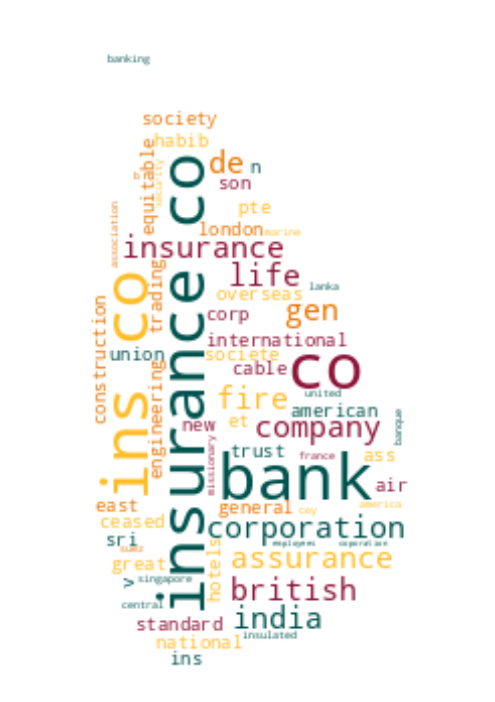 banking
society
habib
equitable
security
de
n
son
pte
association
london
marine
insurance
insurance co
life
lanka
overseas
ins co
trading
gen
construction
corp
international
union
societe
cable
co
united
engineering
fire
american
banque
et
new
company
missionary
trust
france
ass
bank
air
east
general
cey
america
ceased
corporation
sri
employees
coporation
suez
hotels
assurance
great
v
singapore
british
central
india
standard
insulated
national
ins